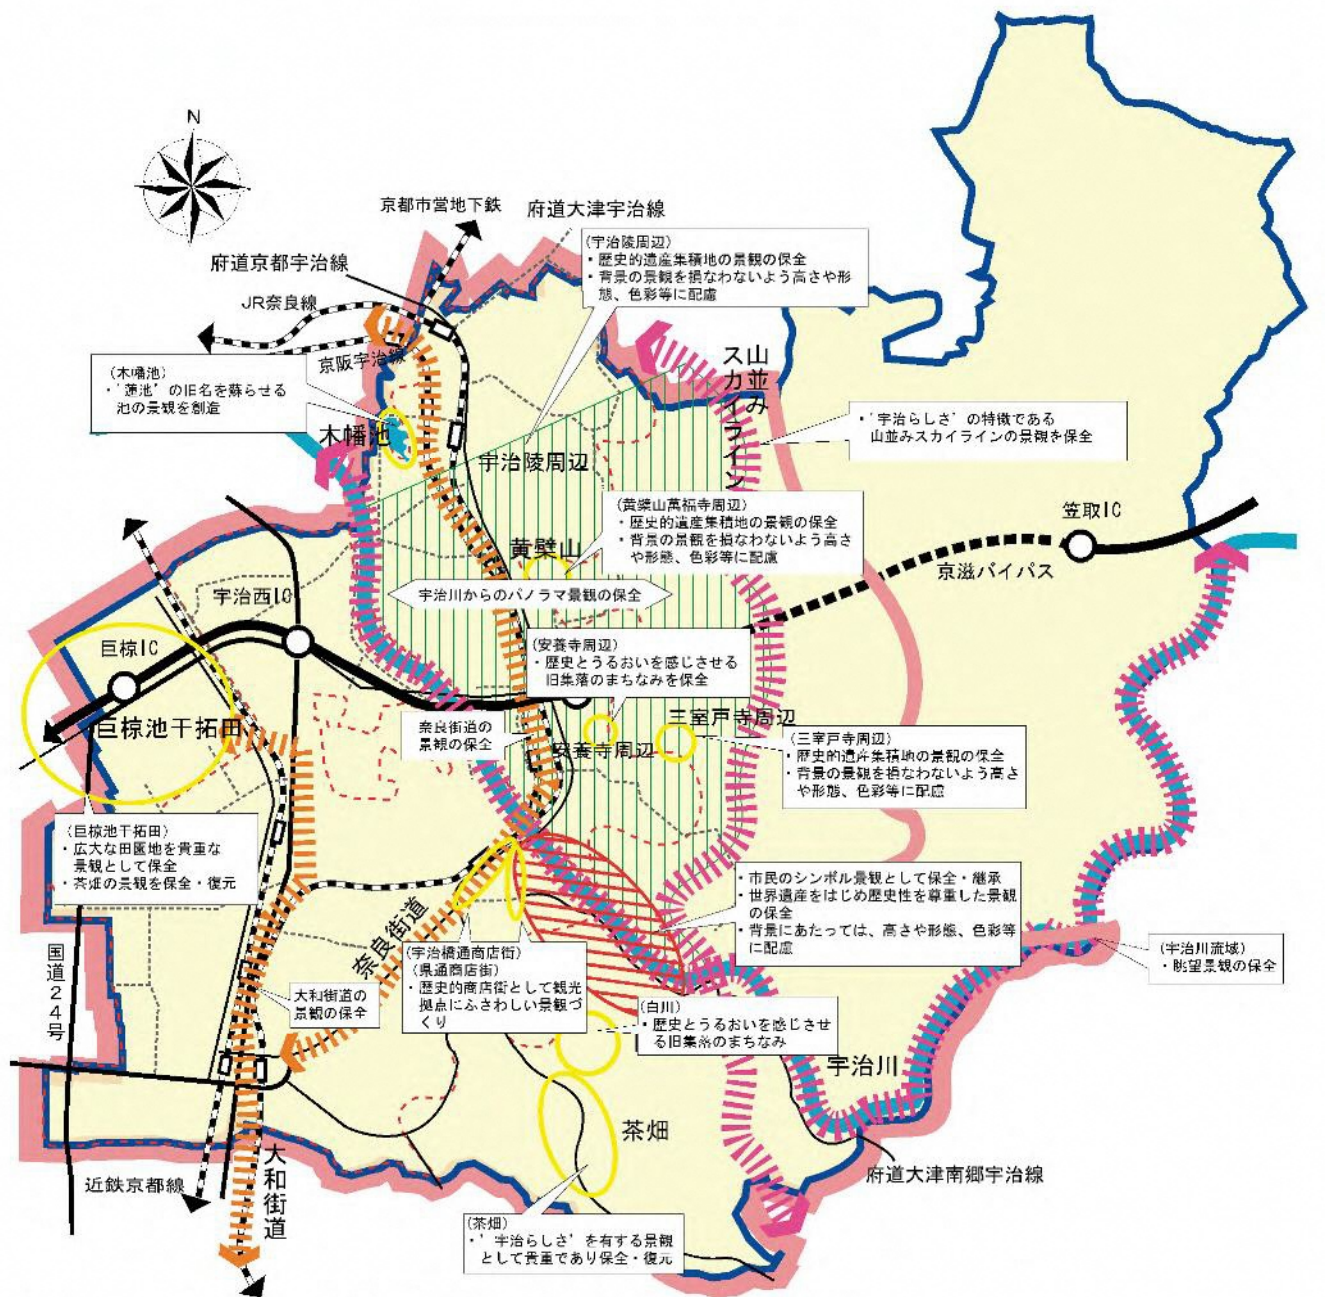 N
京都市営地下鉄
府道大津宇治線
府道京都宇治線
JR奈良線
京阪宇治線
(宇治陵周辺)
・歴史的遺産集積地の景観の保全
・背景の景観を損なわないよう高さや形
態、色彩等に配慮
(木幡池)
・'蓮池'の旧名を蘇らせる
池の景観を創造
木幡池
山並み
スカイライン
・'宇治らしさ'の特徴である
山並みスカイラインの景観を保全
宇治陵周辺
(黄檗山萬福寺周辺)
・歴史的遺産集積地の景観の保全
・背景の景観を損なわないよう高さ
や形態、色彩等に配慮
黄檗山
笠取IC
京滋バイパス
宇治川からのパノラマ景観の保全
宇治西IC
巨椋IC
巨椋池干拓田
(安養寺周辺)
・歴史とうるおいを感じさせる
旧集落のまちなみを保全
奈良街道の
景観の保全
安養寺周辺
三室戸寺周辺
(三室戸寺周辺)
・歴史的遺産集積地の景観の保全
・背景の景観を損なわないよう高さ
や形態、色彩等に配慮
(巨椋池干拓田)
・広大な田園地を貴重な
景観として保全
・茶畑の景観を保全・復元
・市民のシンボル景観として保全・継承
・世界遺産をはじめ歴史性を尊重した景観
の保全
・背景にあたっては、高さや形態、色彩等
に配慮
奈良街道
(宇治橋通商店街)
(県通商店街)
・歴史的商店街として観光
拠点にふさわしい景観づ
くり
(宇治川流域)
・眺望景観の保全
国道24号
大和街道の
景観の保全
(白川)
・歴史とうるおいを感じさせ
る旧集落のまちなみ
宇治川
茶畑
府道大津南郷宇治線
近鉄京都線
大和街道
(茶畑)
・'宇治らしさ'を有する景観
として貴重であり保全・復元